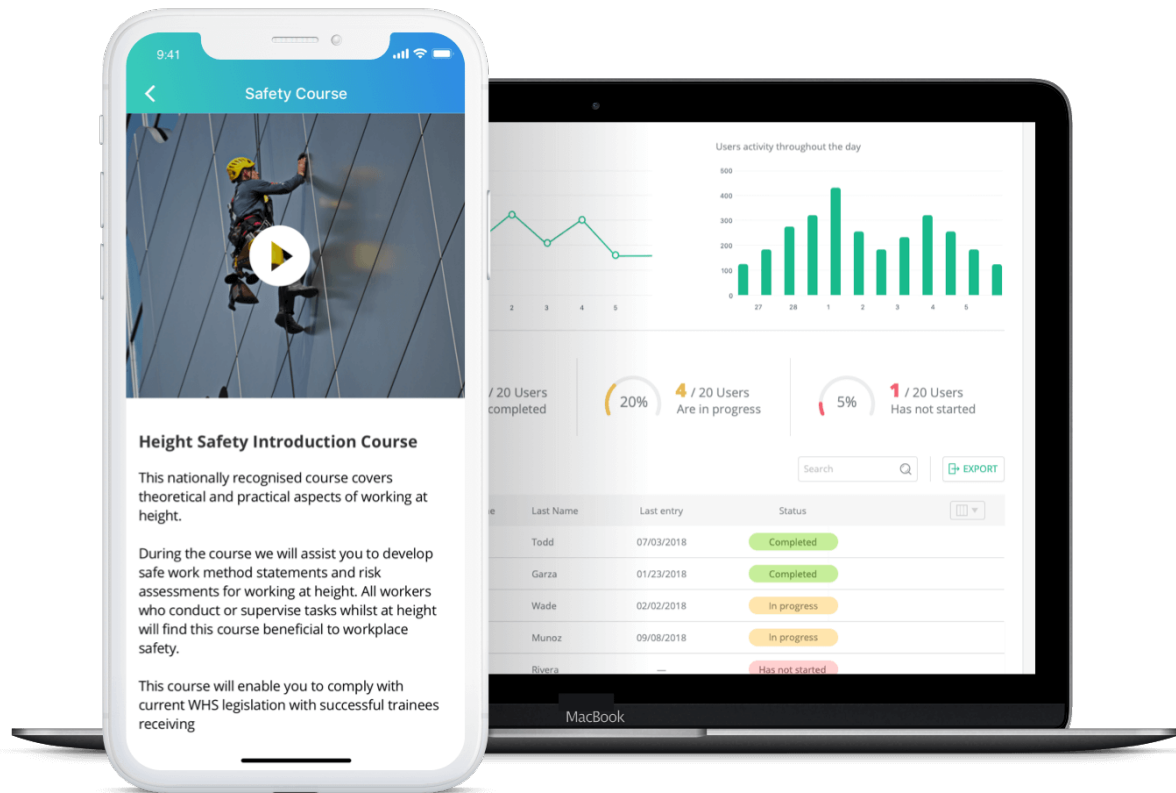 9:41
Safety Course
Height Safety Introduction Course
This nationally recognised course covers
theoretical and practical aspects of working at
height.
During the course we will assist you to develop
safe work method statements and risk
assessments for working at height. All workers
who conduct or supervise tasks whilst at height
will find this course beneficial to workplace
safety.
This course will enable you to comply with
current WHS legislation with successful trainees
receiving
2 3 4 5
Users activity throughout the day
500
400
300
200
100
0
27 28 1 2 3 4 5
/ 20 Users
completed
20%
4 / 20 Users
Are in progress
5%
1 / 20 Users
Has not started
Search
EXPORT
Last Name Last entry Status
Todd 07/03/2018 Completed
Garza 01/23/2018 Completed
Wade 02/02/2018 In progress
Munoz 09/08/2018 In progress
Rivera — Has not started
MacBook